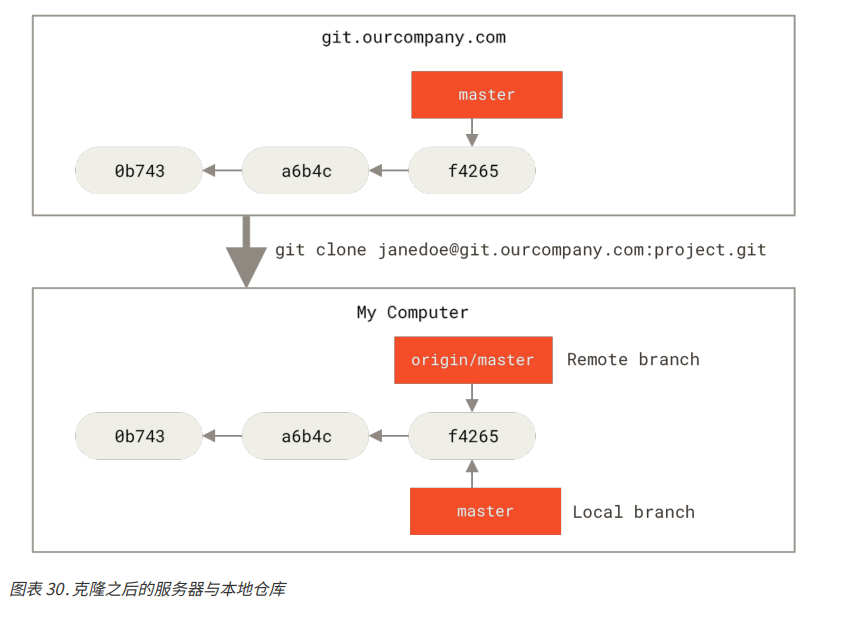 git.ourcompany.com
master
0b743
a6b4c
f4265
git clone janedoe@git.ourcompany.com:project.git
My Computer
origin/master
Remote branch
0b743
a6b4c
f4265
master
Local branch
图表 30. 克隆之后的服务器与本地仓库